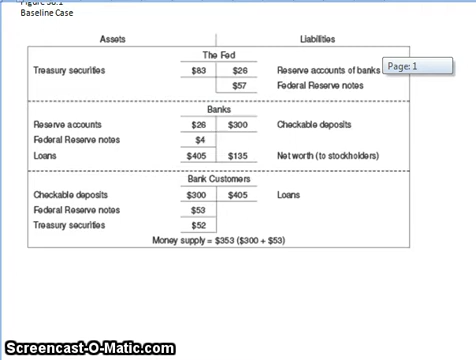 Figure 38.1
Baseline Case
Assets Liabilities
The Fed
Treasury securities $83 $26 Reserve accounts of banks
$57 Federal Reserve notes
Page: 1
Banks
Reserve accounts $26 $300 Checkable deposits
Federal Reserve notes $4
Loans $405 $135 Net worth (to stockholders)
Bank Customers
Checkable deposits $300 $405 Loans
Federal Reserve notes $53
Treasury securities $52
Money supply = $353 ($300 + $53)
Screencast-O-Matic.com